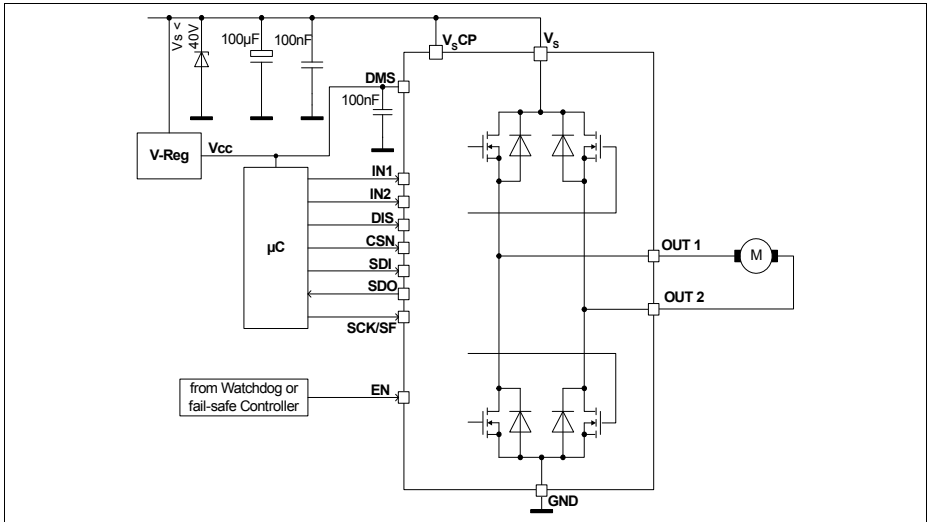 Vs <
40V
100µF
100nF
VSCP
VS
DMS
100nF
V-Reg
Vcc
IN1
IN2
DIS
µC
CSN
SDI
SDO
SCK/SF
OUT 1
M
OUT 2
from Watchdog or
fail-safe Controller
EN
GND